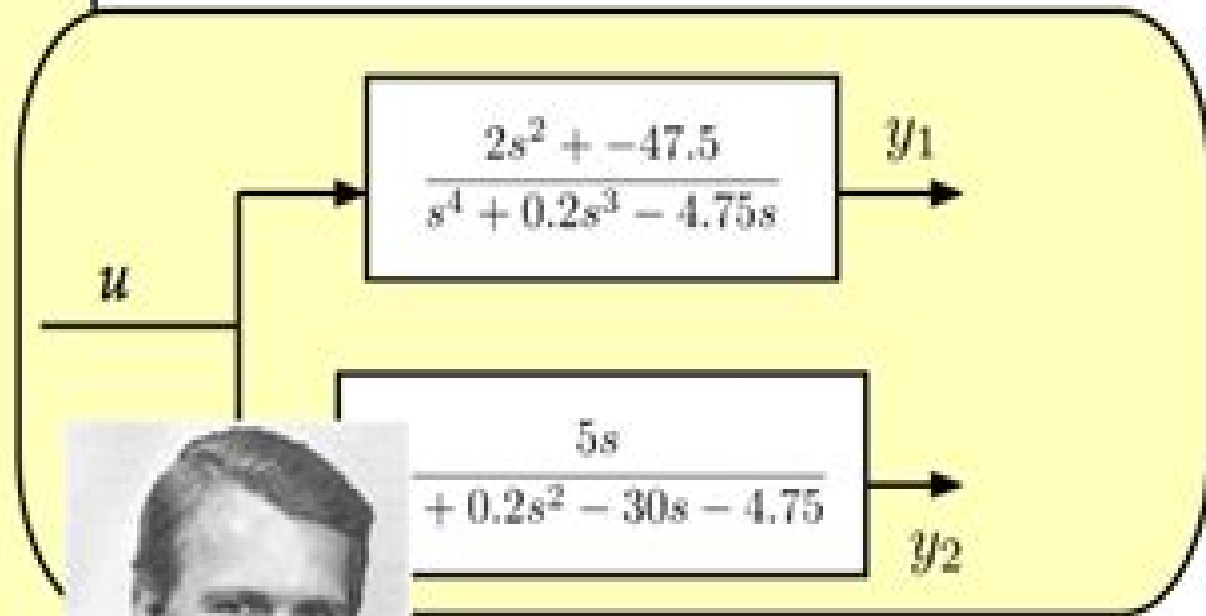 2s² + −47.5
s⁴ + 0.2s³ − 4.75s
y₁
u
5s
+ 0.2s² − 30s − 4.75
y₂